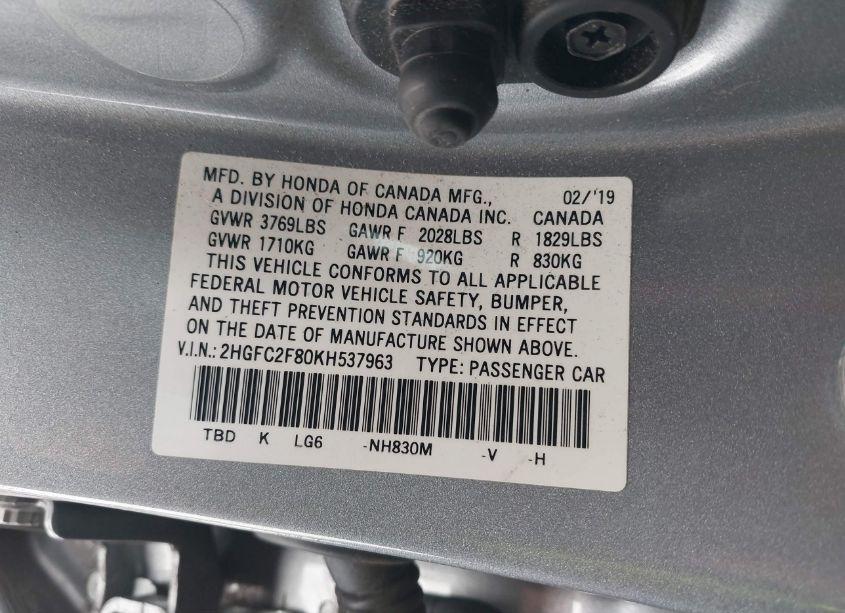 MFD. BY HONDA OF CANADA MFG., 02/'19
A DIVISION OF HONDA CANADA INC. CANADA
GVWR 3769LBS GAWR F 2028LBS R 1829LBS
GVWR 1710KG GAWR F 920KG R 830KG
THIS VEHICLE CONFORMS TO ALL APPLICABLE
FEDERAL MOTOR VEHICLE SAFETY, BUMPER,
AND THEFT PREVENTION STANDARDS IN EFFECT
ON THE DATE OF MANUFACTURE SHOWN ABOVE.
V.I.N.: 2HGFC2F80KH537963 TYPE: PASSENGER CAR
TBD K LG6 -NH830M -V -H